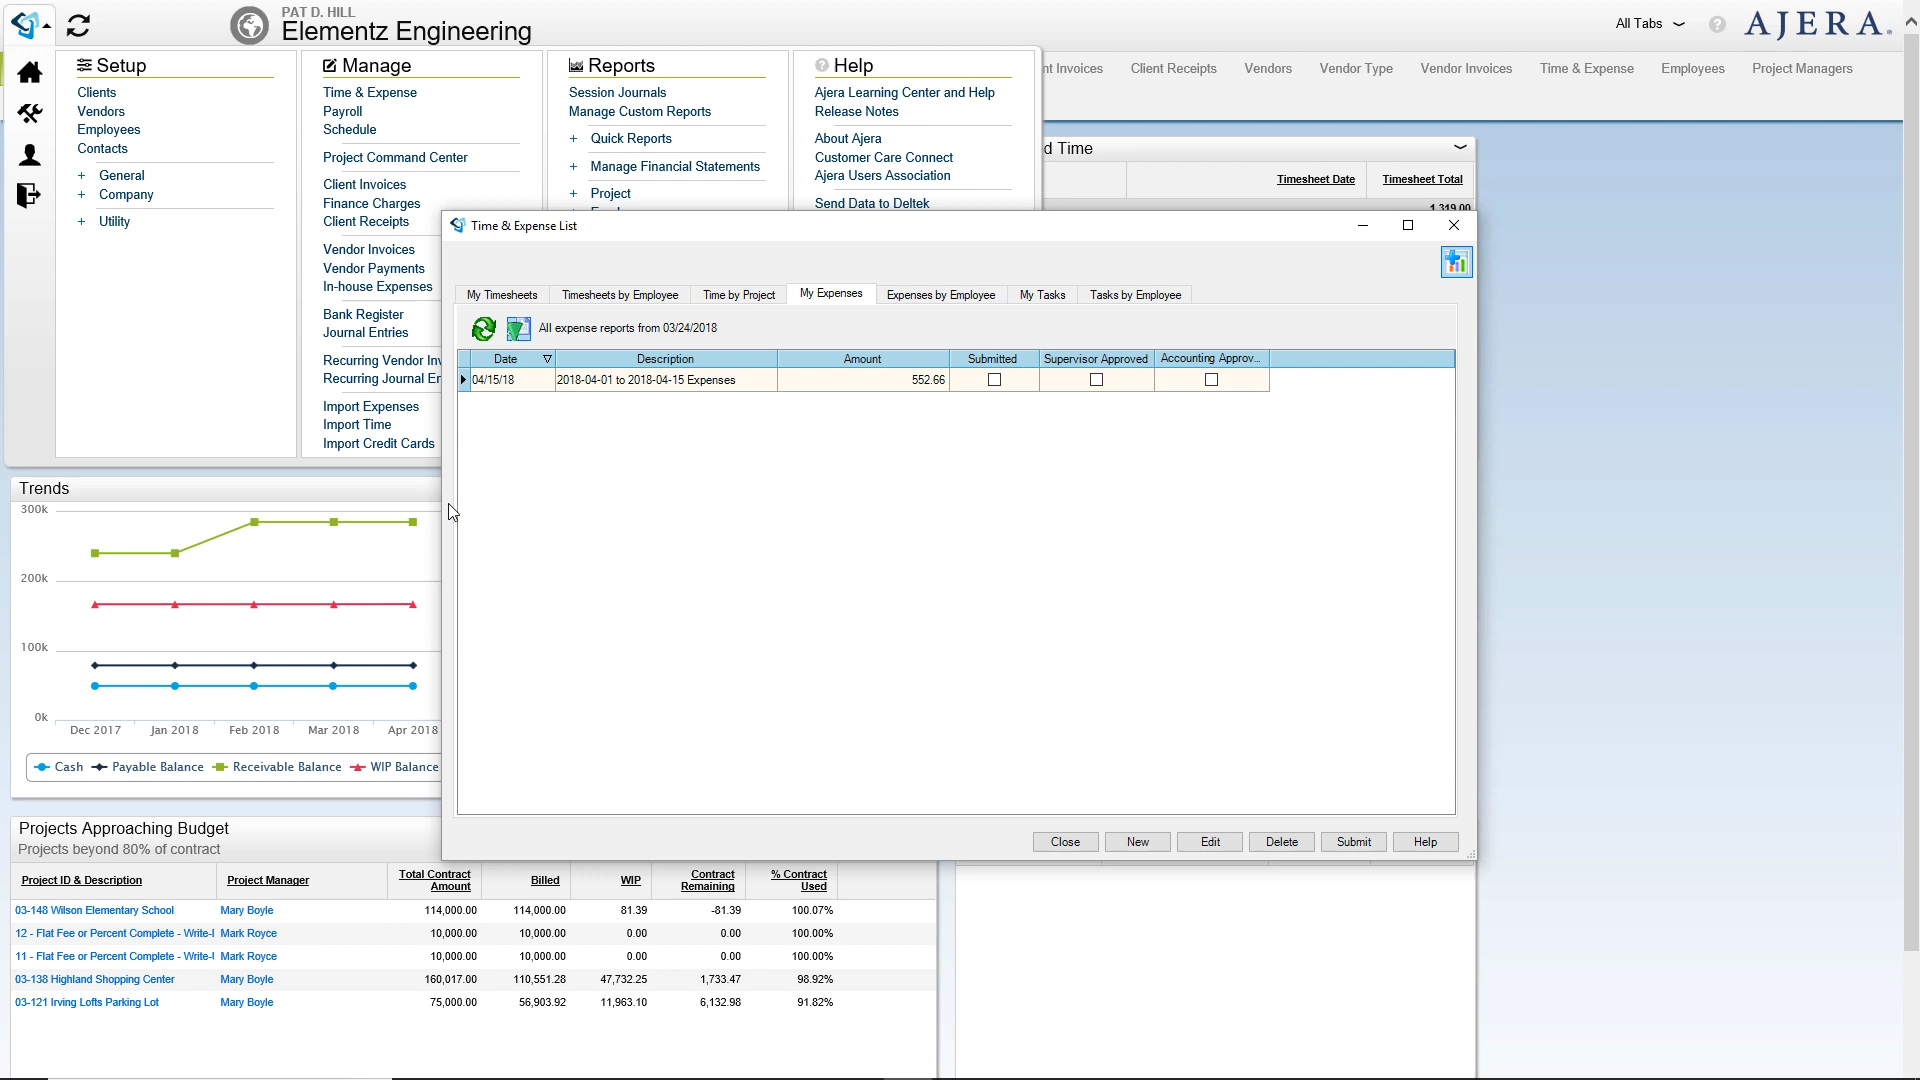 PAT D. HILL
Elementz Engineering
All Tabs
AJERA
Setup
Clients
Vendors
Employees
Contacts
+ General
+ Company
+ Utility
Manage
Time & Expense
Payroll
Schedule
Project Command Center
Client Invoices
Finance Charges
Client Receipts
Vendor Invoices
Vendor Payments
In-house Expenses
Bank Register
Journal Entries
Recurring Vendor Inv
Recurring Journal Er
Import Expenses
Import Time
Import Credit Cards
Reports
Session Journals
Manage Custom Reports
+ Quick Reports
+ Manage Financial Statements
+ Project
Help
Ajera Learning Center and Help
Release Notes
About Ajera
Customer Care Connect
Ajera Users Association
Send Data to Deltek
nt Invoices Client Receipts Vendors Vendor Type Vendor Invoices Time & Expense Employees Project Managers
d Time
Timesheet Date Timesheet Total
1,319.00
Time & Expense List
My Timesheets Timesheets by Employee Time by Project My Expenses Expenses by Employee My Tasks Tasks by Employee
All expense reports from 03/24/2018
Date Description Amount Submitted Supervisor Approved Accounting Approv...
04/15/18 2018-04-01 to 2018-04-15 Expenses 552.66
Close New Edit Delete Submit Help
Trends
300k
200k
100k
0k
Dec 2017 Jan 2018 Feb 2018 Mar 2018 Apr 2018
Cash Payable Balance Receivable Balance WIP Balance
Projects Approaching Budget
Projects beyond 80% of contract
Project ID & Description Project Manager Total Contract Amount Billed WIP Contract Remaining % Contract Used
03-148 Wilson Elementary School Mary Boyle 114,000.00 114,000.00 81.39 -81.39 100.07%
12 - Flat Fee or Percent Complete - Write-I Mark Royce 10,000.00 10,000.00 0.00 0.00 100.00%
11 - Flat Fee or Percent Complete - Write-I Mark Royce 10,000.00 10,000.00 0.00 0.00 100.00%
03-138 Highland Shopping Center Mary Boyle 160,017.00 110,551.28 47,732.25 1,733.47 98.92%
03-121 Irving Lofts Parking Lot Mary Boyle 75,000.00 56,903.92 11,963.10 6,132.98 91.82%